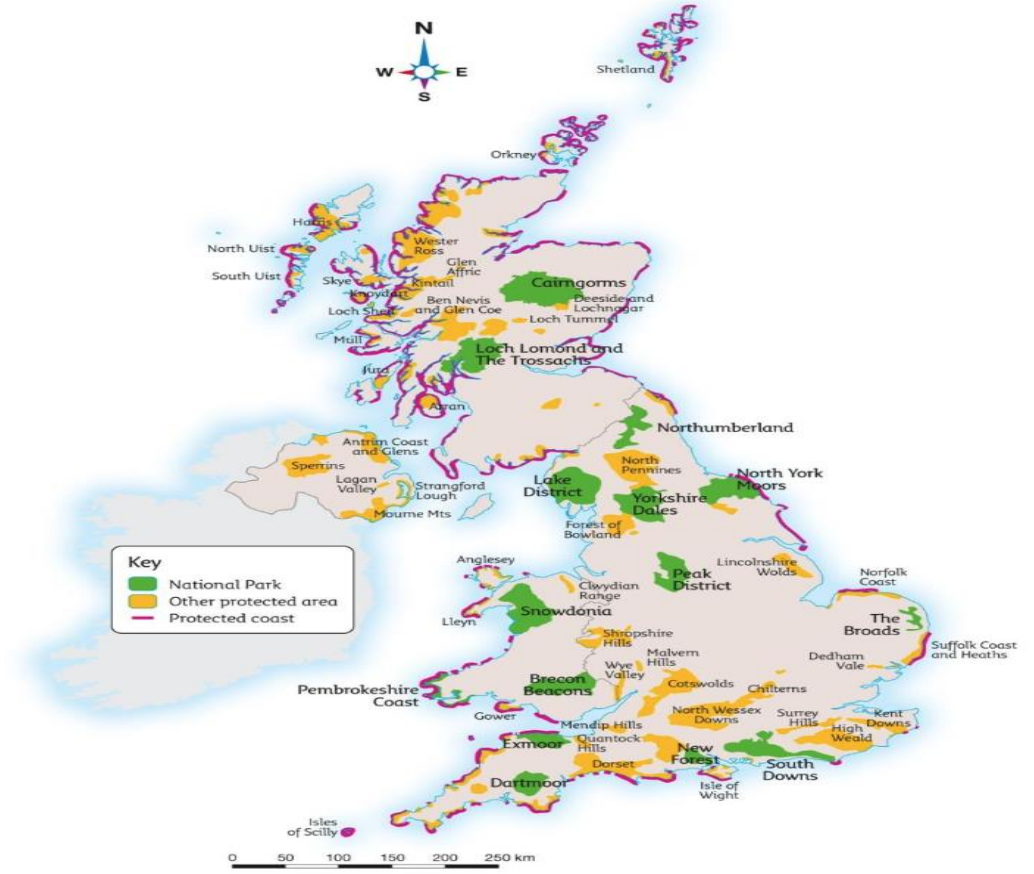 N
W
E
S
Shetland
Orkney
Harris
North Uist
South Uist
Skye
Knoydart
Loch Sheil
Mull
Jura
Arran
Wester
Ross
Glen
Affric
Kintail
Ben Nevis
and Glen Coe
Cairngorms
Deeside and
Lochnagar
Loch Tummel
Loch Lomond and
The Trossachs
Northumberland
Antrim Coast
and Glens
Sperrins
Lagan
Valley
Strangford
Lough
Mourne Mts
North
Pennines
Lake
District
Yorkshire
Dales
North York
Moors
Forest of
Bowland
Key
National Park
Other protected area
Protected coast
Anglesey
Lleyn
Clwydian
Range
Snowdonia
Peak
District
Lincolnshire
Wolds
Norfolk
Coast
The
Broads
Suffolk Coast
and Heaths
Dedham
Vale
Shropshire
Hills
Malvern
Hills
Wye
Valley
Brecon
Beacons
Pembrokeshire
Coast
Gower
Cotswolds
Chilterns
North Wessex
Downs
Surrey
Hills
Kent
Downs
High
Weald
Mendip Hills
Quantock
Hills
Exmoor
Dorset
New
Forest
South
Downs
Isle of
Wight
Dartmoor
Isles
of Scilly
0 50 100 150 200 250 km